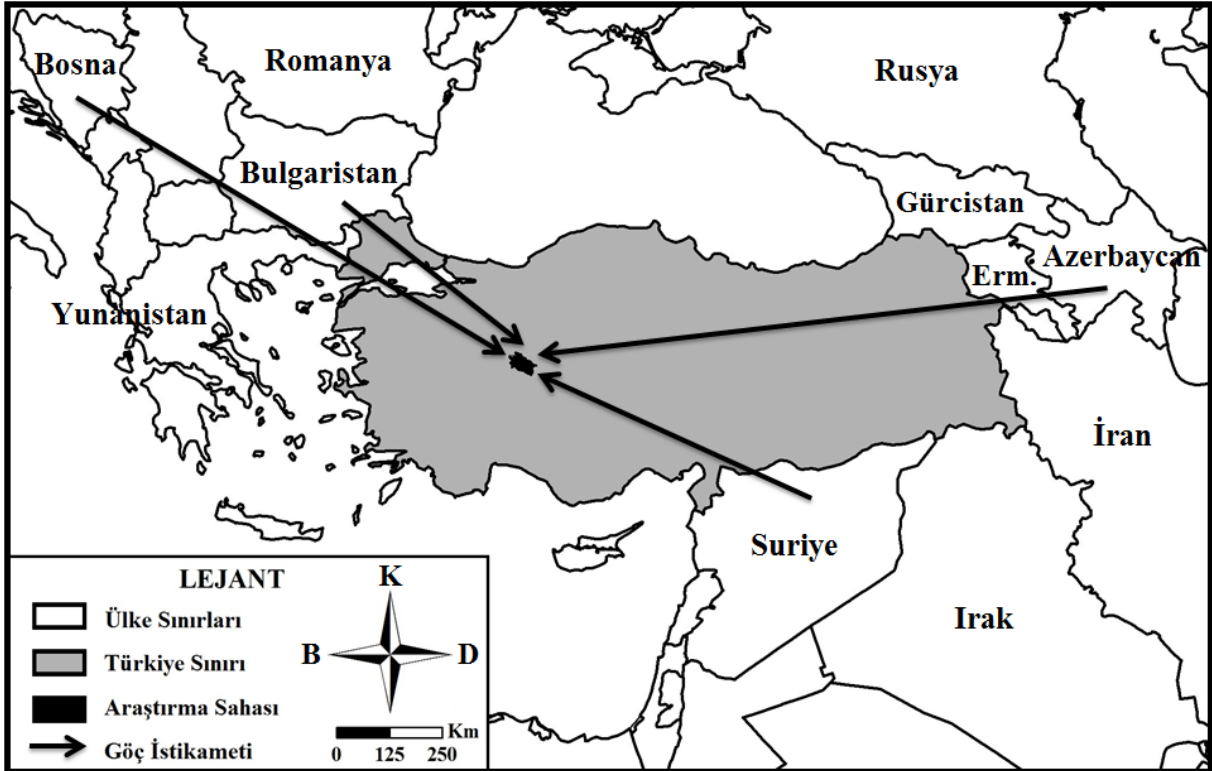 Bosna
Romanya
Rusya
Bulgaristan
Gürcistan
Azerbaycan
Erm.
Yunanistan
İran
Suriye
Irak
LEJANT
Ülke Sınırları
Türkiye Sınırı
Araştırma Sahası
Göç İstikameti
K
B D
Km
0 125 250